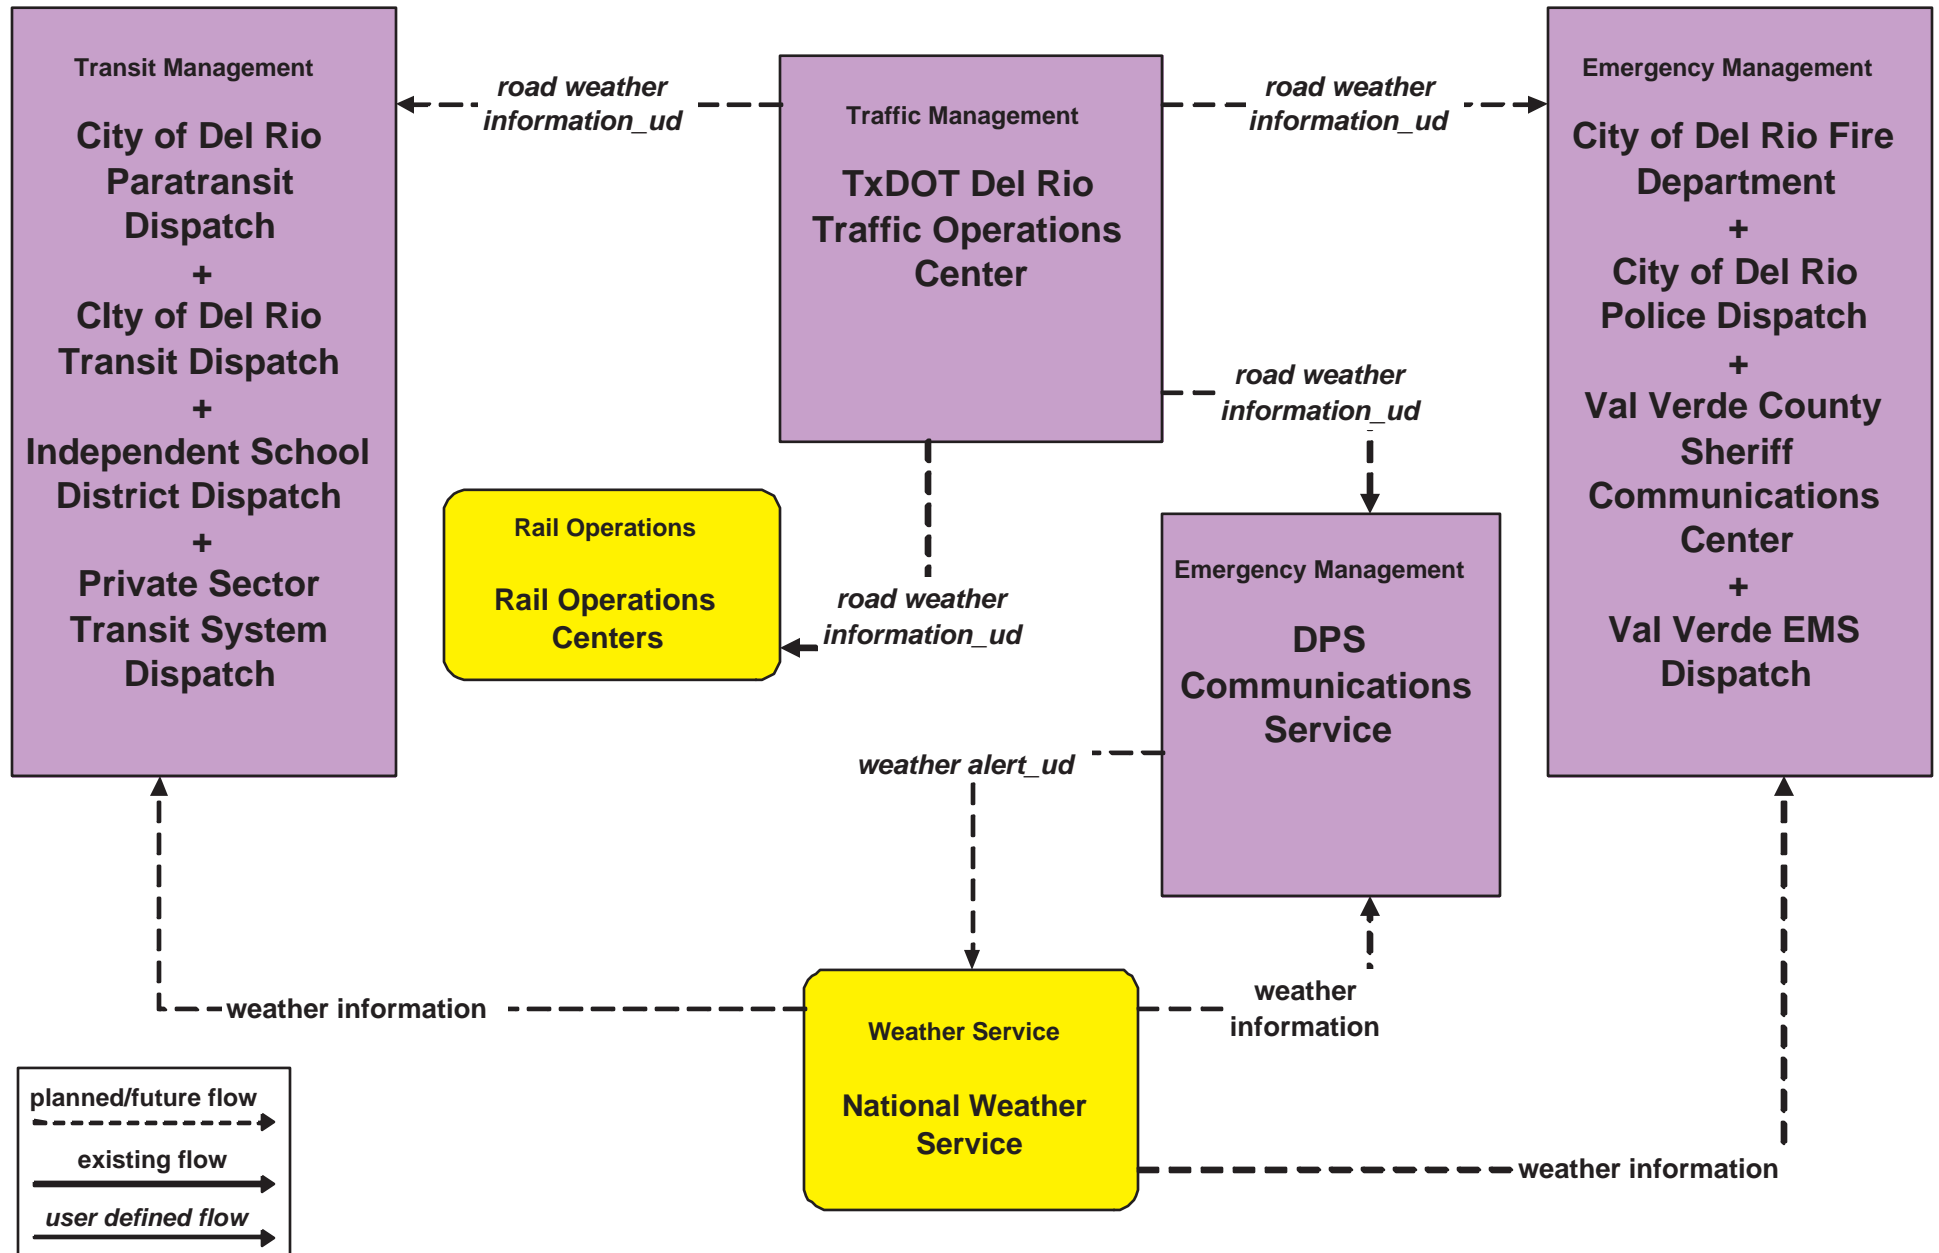 Transit Management
City of Del Rio
Paratransit
Dispatch
+
CIty of Del Rio
Transit Dispatch
+
Independent School
District Dispatch
+
Private Sector
Transit System
Dispatch
road weather
information_ud
Traffic Management
TxDOT Del Rio
Traffic Operations
Center
road weather
information_ud
Emergency Management
City of Del Rio Fire
Department
+
City of Del Rio
Police Dispatch
+
Val Verde County
Sheriff
Communications
Center
+
Val Verde EMS
Dispatch
road weather
information_ud
Rail Operations
Rail Operations
Centers
road weather
information_ud
Emergency Management
DPS
Communications
Service
weather alert_ud
weather information
weather
information
Weather Service
National Weather
Service
weather information
planned/future flow
existing flow
user defined flow